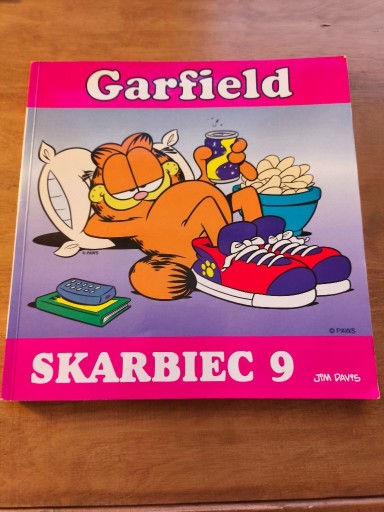 Garfield
© PAWS
© PAWS
SKARBIEC 9
JIM DAVIS